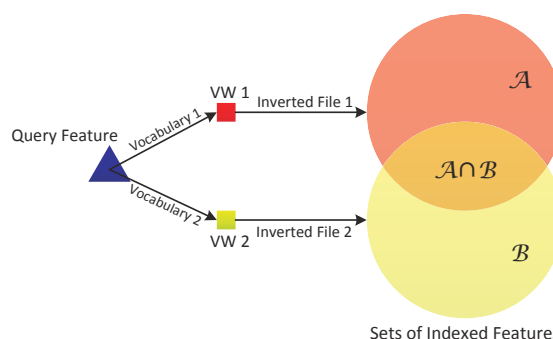 VW 1
𝒜
Inverted File 1
Vocabulary 1
Query Feature
𝒜∩ℬ
Vocabulary 2
Inverted File 2
VW 2
ℬ
Sets of Indexed Feature